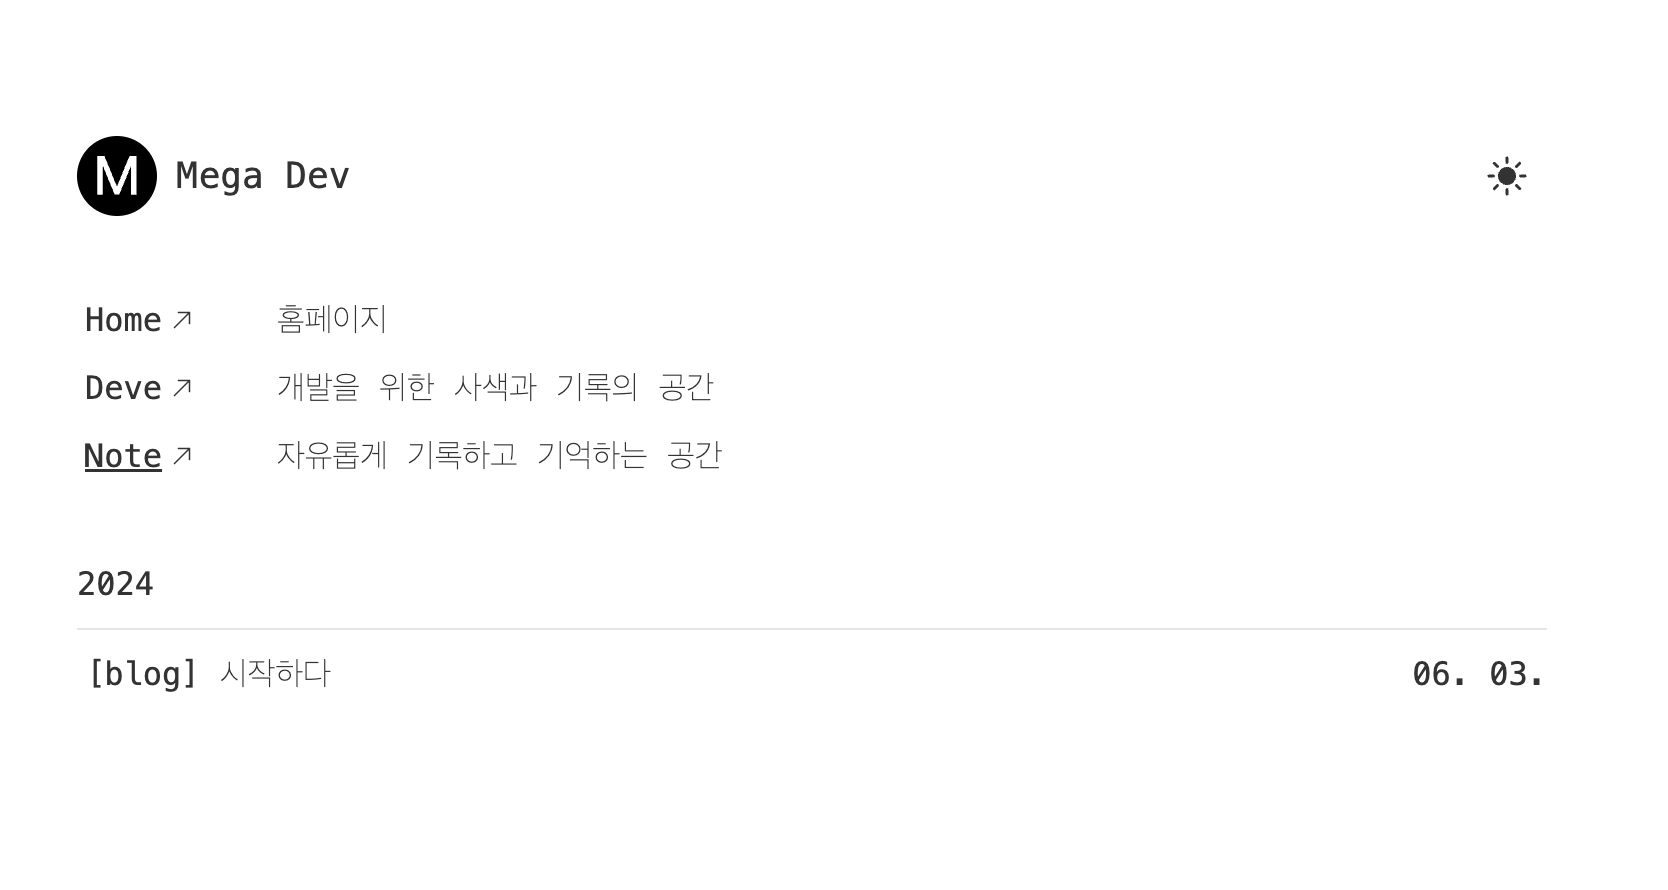 M Mega Dev
Home ↗ 홈페이지
Deve ↗ 개발을 위한 사색과 기록의 공간
Note ↗ 자유롭게 기록하고 기억하는 공간
2024
[blog] 시작하다 06. 03.